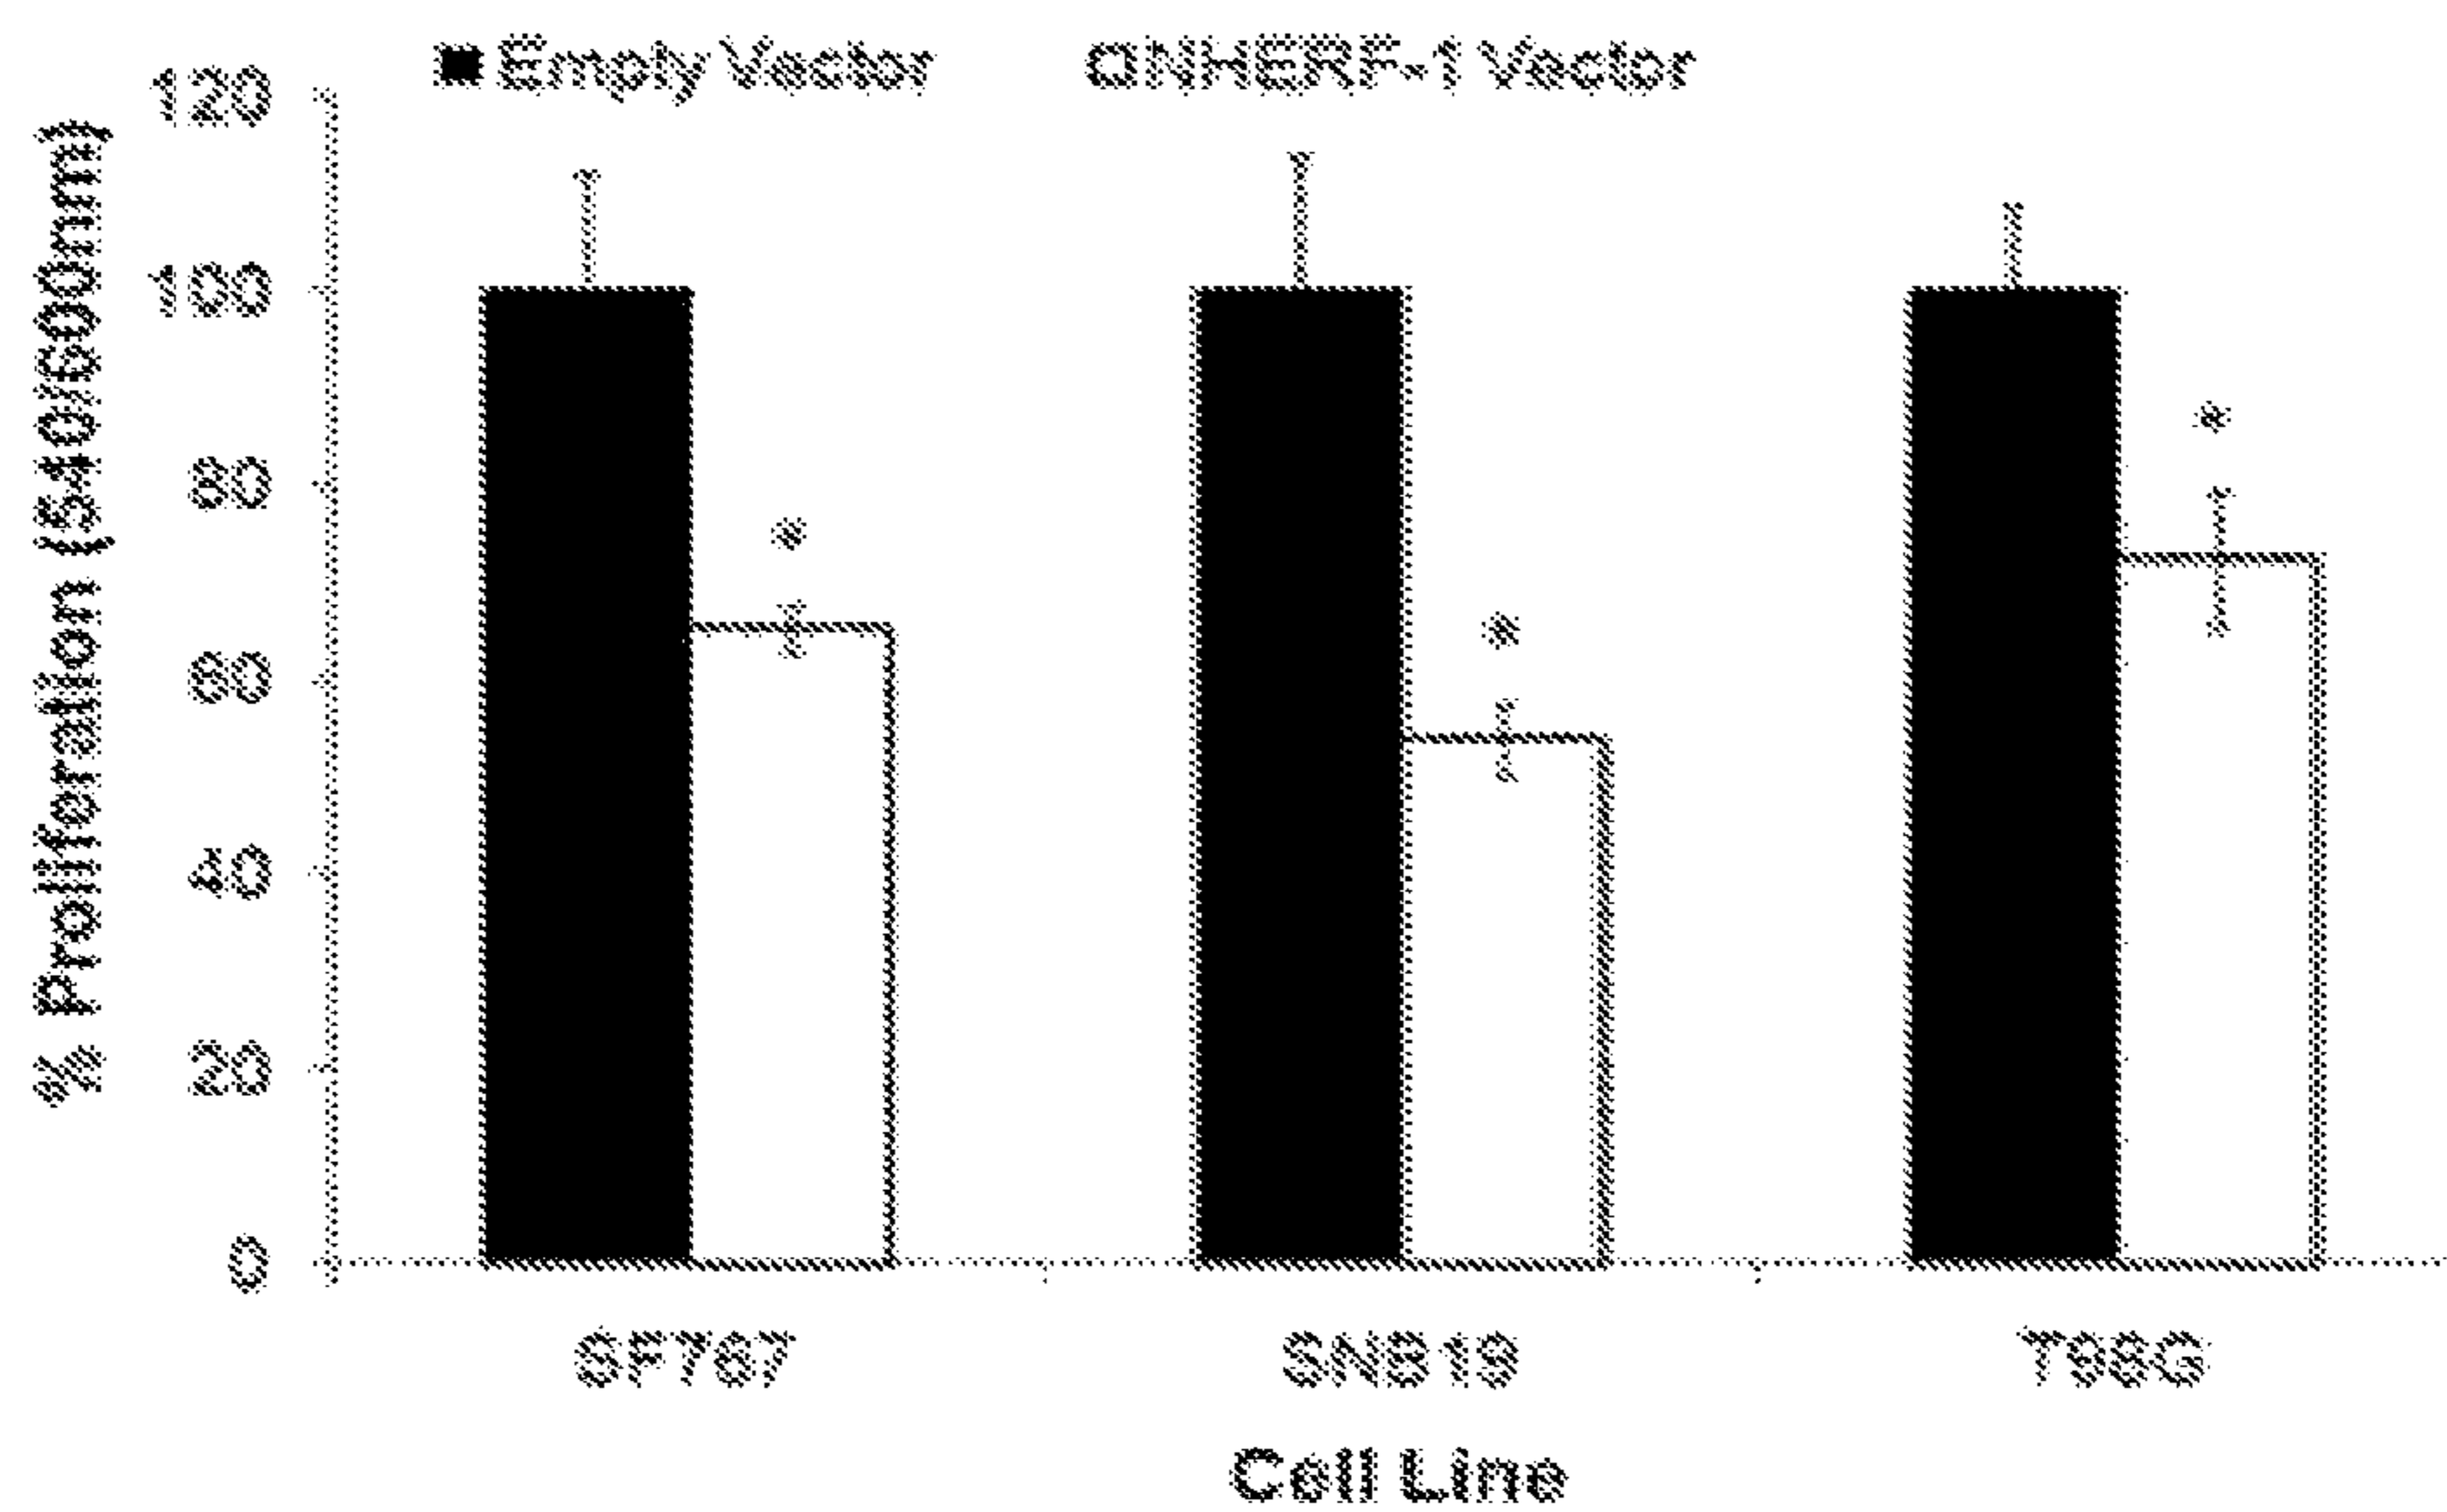 Empty Vector NHERF-1 Vector
% Proliferation (540/600nm)
120
100
80
60
40
20
0
*
*
*
SF767 SNB19 T98G
Cell Line